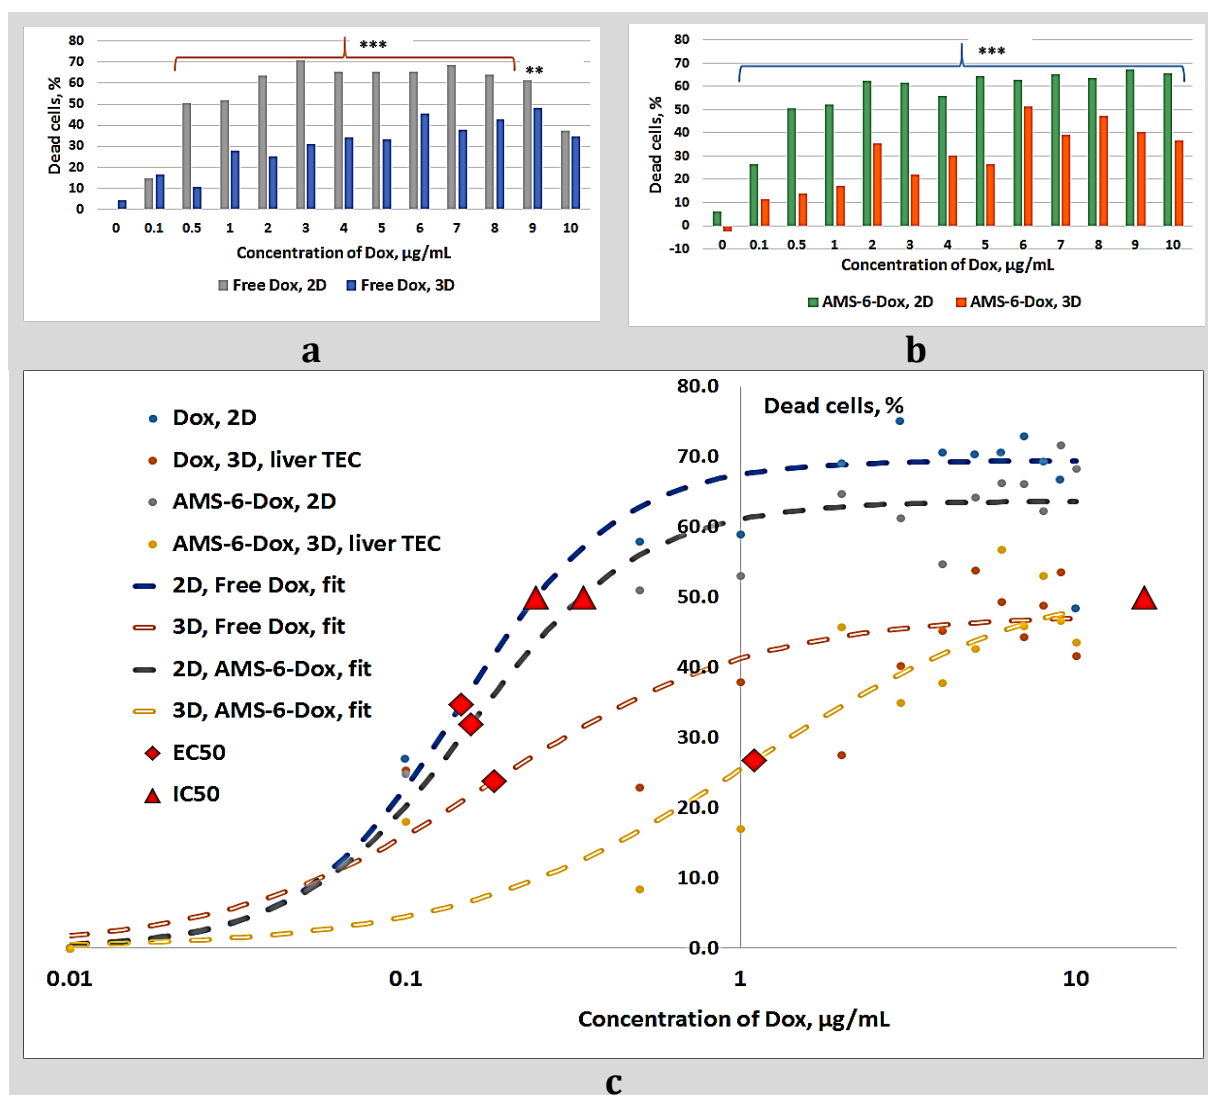 80
70
60
50
40
30
20
10
0
Dead cells, %
***
**
0 0.1 0.5 1 2 3 4 5 6 7 8 9 10
Concentration of Dox, µg/mL
Free Dox, 2D Free Dox, 3D
a
80
70
60
50
40
30
20
10
0
-10
Dead cells, %
***
0 0.1 0.5 1 2 3 4 5 6 7 8 9 10
Concentration of Dox, µg/mL
AMS-6-Dox, 2D AMS-6-Dox, 3D
b
Dox, 2D
Dox, 3D, liver TEC
AMS-6-Dox, 2D
AMS-6-Dox, 3D, liver TEC
2D, Free Dox, fit
3D, Free Dox, fit
2D, AMS-6-Dox, fit
3D, AMS-6-Dox, fit
EC50
IC50
80.0
Dead cells, %
70.0
60.0
50.0
40.0
30.0
20.0
10.0
0.0
0.01 0.1 1 10
Concentration of Dox, µg/mL
c